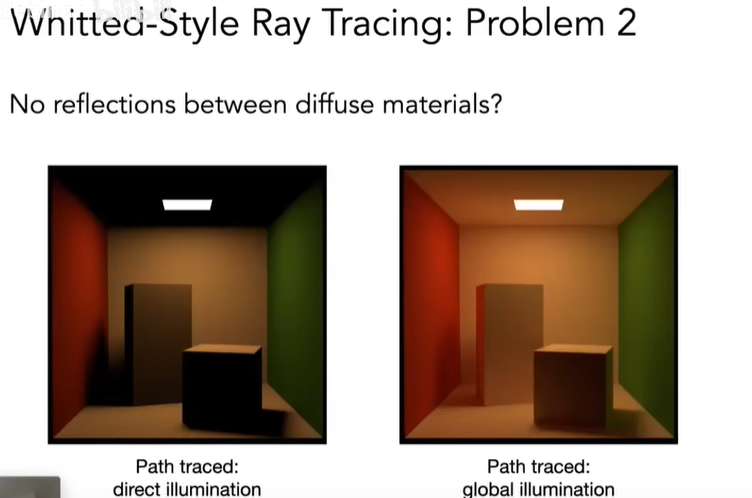 Whitted-Style Ray Tracing: Problem 2
No reflections between diffuse materials?
Path traced:
direct illumination
Path traced:
global illumination